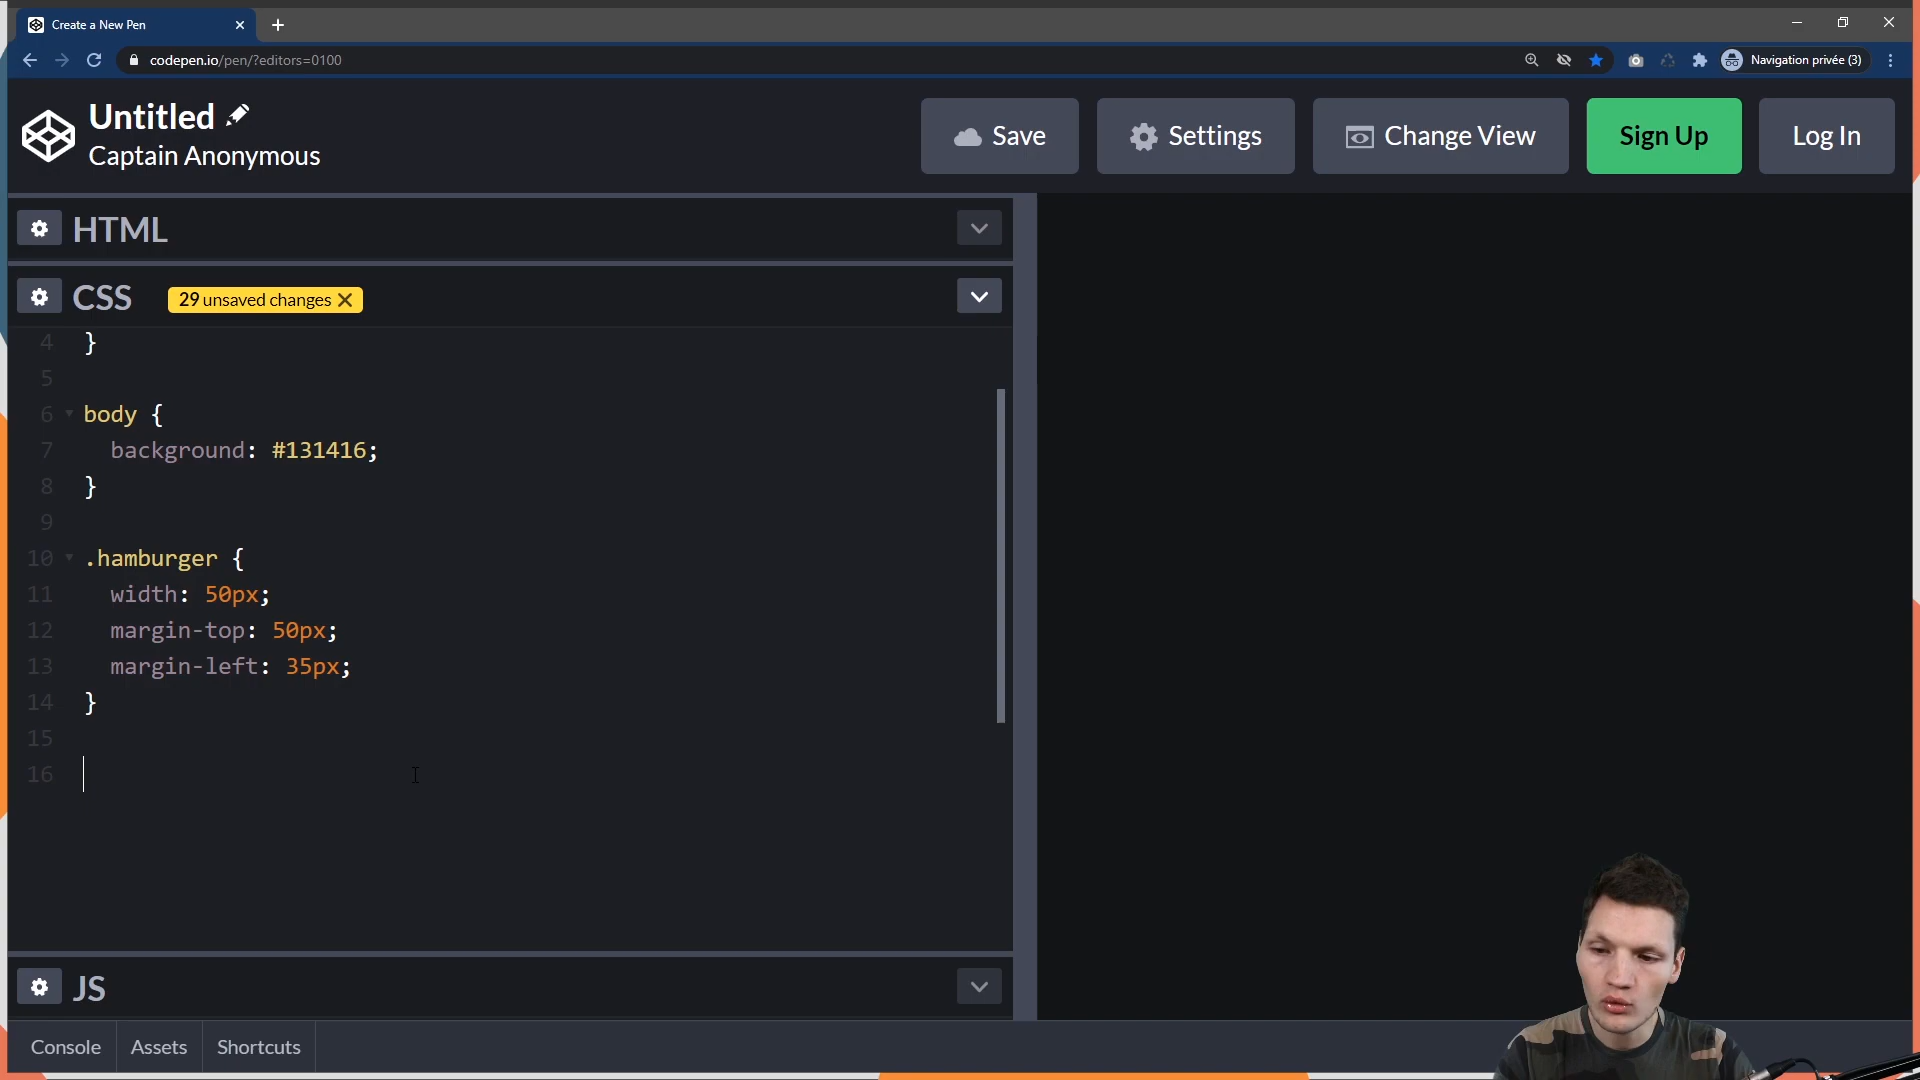 Create a New Pen
codepen.io/pen/?editors=0100
Navigation privée (3)
Untitled
Captain Anonymous
Save
Settings
Change View
Sign Up
Log In
HTML
CSS
29 unsaved changes
4 }
5
6 body {
7 background: #131416;
8 }
9
10 .hamburger {
11 width: 50px;
12 margin-top: 50px;
13 margin-left: 35px;
14 }
15
16
JS
Console
Assets
Shortcuts